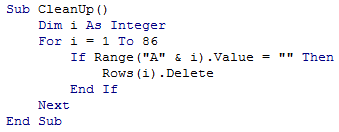 Sub CleanUp()
    Dim i As Integer
    For i = 1 To 86
        If Range("A" & i).Value = "" Then
            Rows(i).Delete
        End If
    Next
End Sub